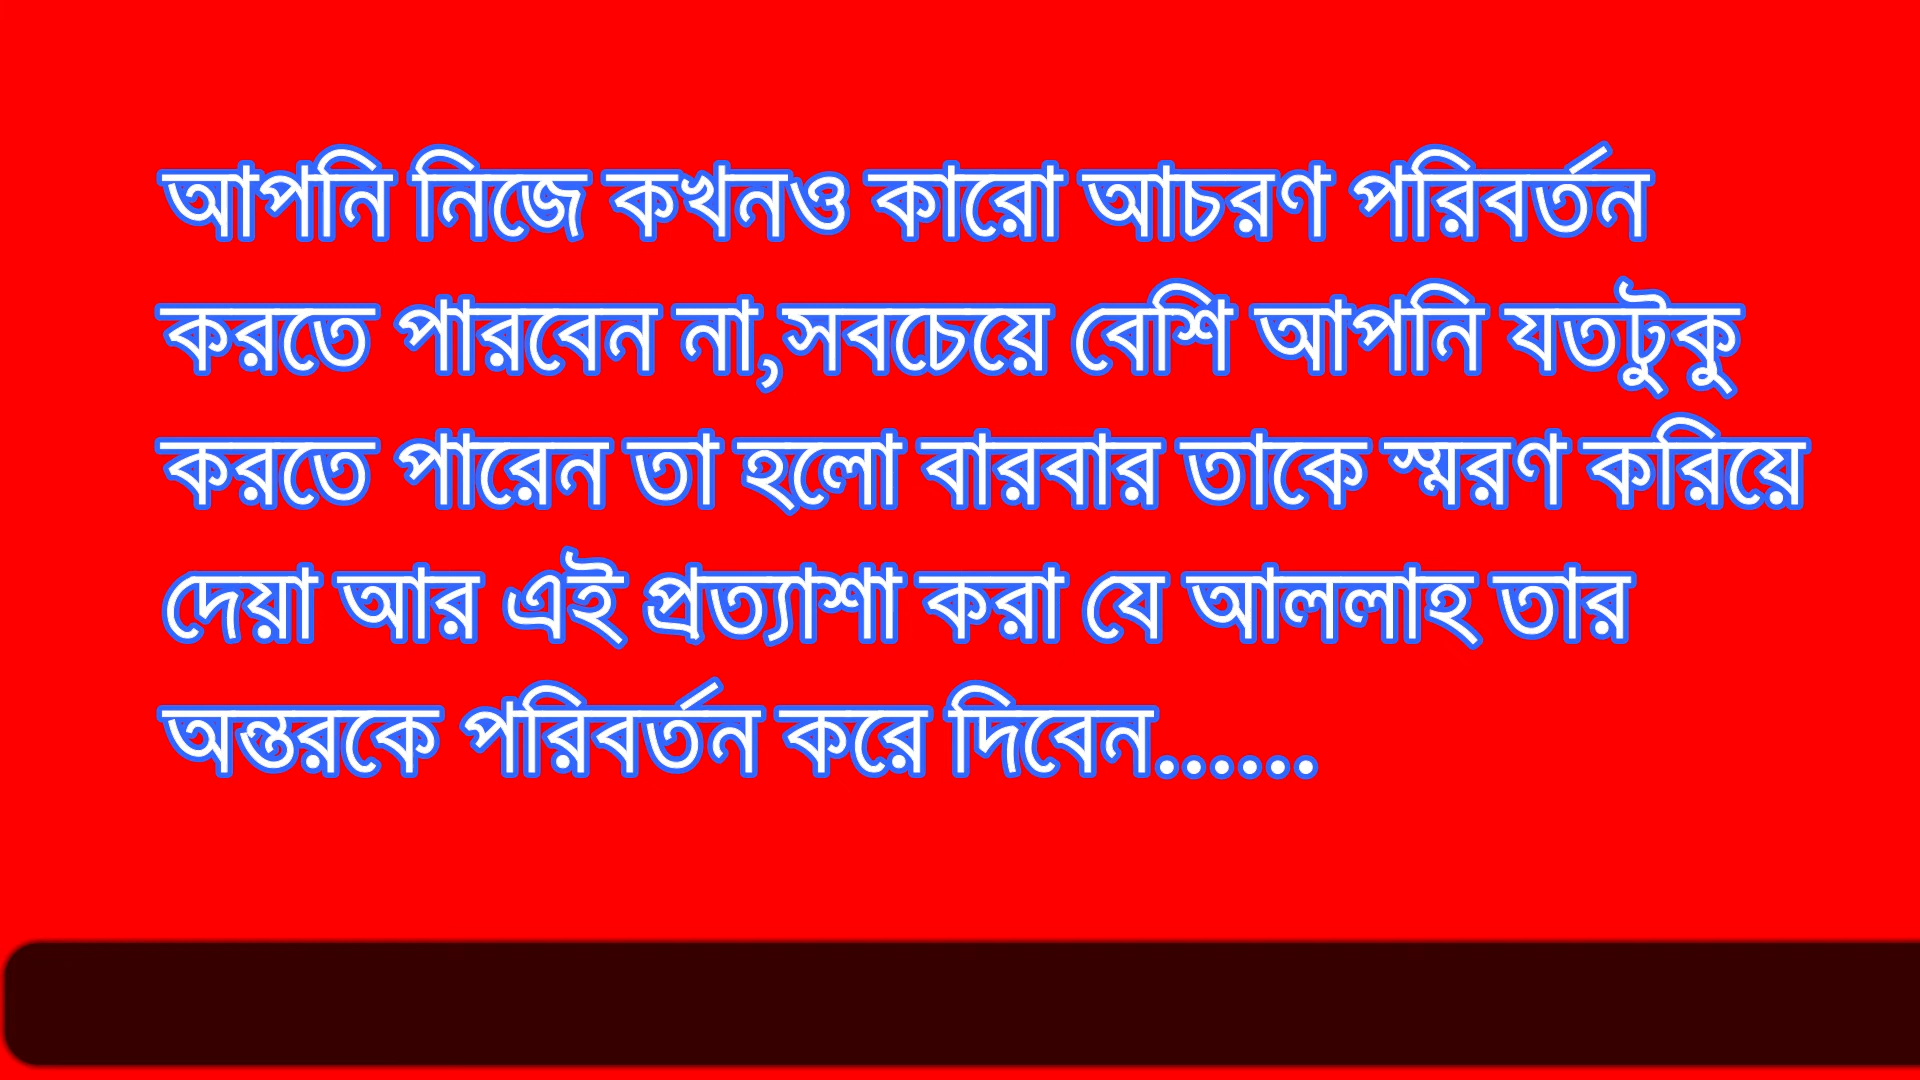 আপনি নিজে কখনও কারো আচরণ পরিবর্তন
করতে পারবেন না,সবচেয়ে বেশি আপনি যতটুকু
করতে পারেন তা হলো বারবার তাকে স্মরণ করিয়ে
দেয়া আর এই প্রত্যাশা করা যে আললাহ তার
অন্তরকে পরিবর্তন করে দিবেন......